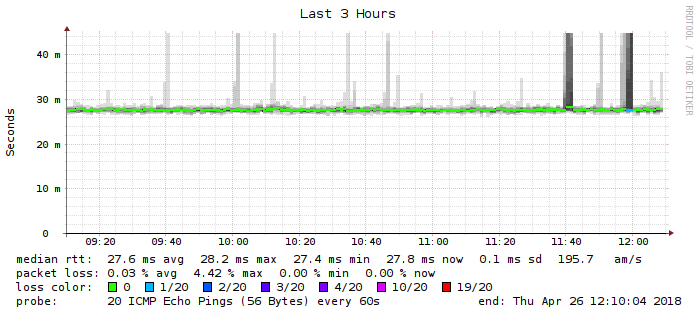 Last 3 Hours
RRDTOOL / TOBI OETIKER
Seconds
40 m
30 m
20 m
10 m
0
09:20 09:40 10:00 10:20 10:40 11:00 11:20 11:40 12:00
median rtt: 27.6 ms avg 28.2 ms max 27.4 ms min 27.8 ms now 0.1 ms sd 195.7 am/s
packet loss: 0.03 % avg 4.42 % max 0.00 % min 0.00 % now
loss color: 0 1/20 2/20 3/20 4/20 10/20 19/20
probe: 20 ICMP Echo Pings (56 Bytes) every 60s end: Thu Apr 26 12:10:04 2018